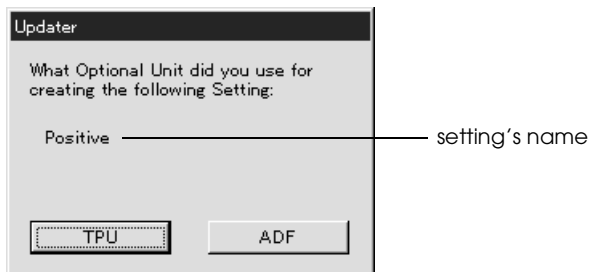 Updater
What Optional Unit did you use for
creating the following Setting:
Positive
setting's name
TPU
ADF